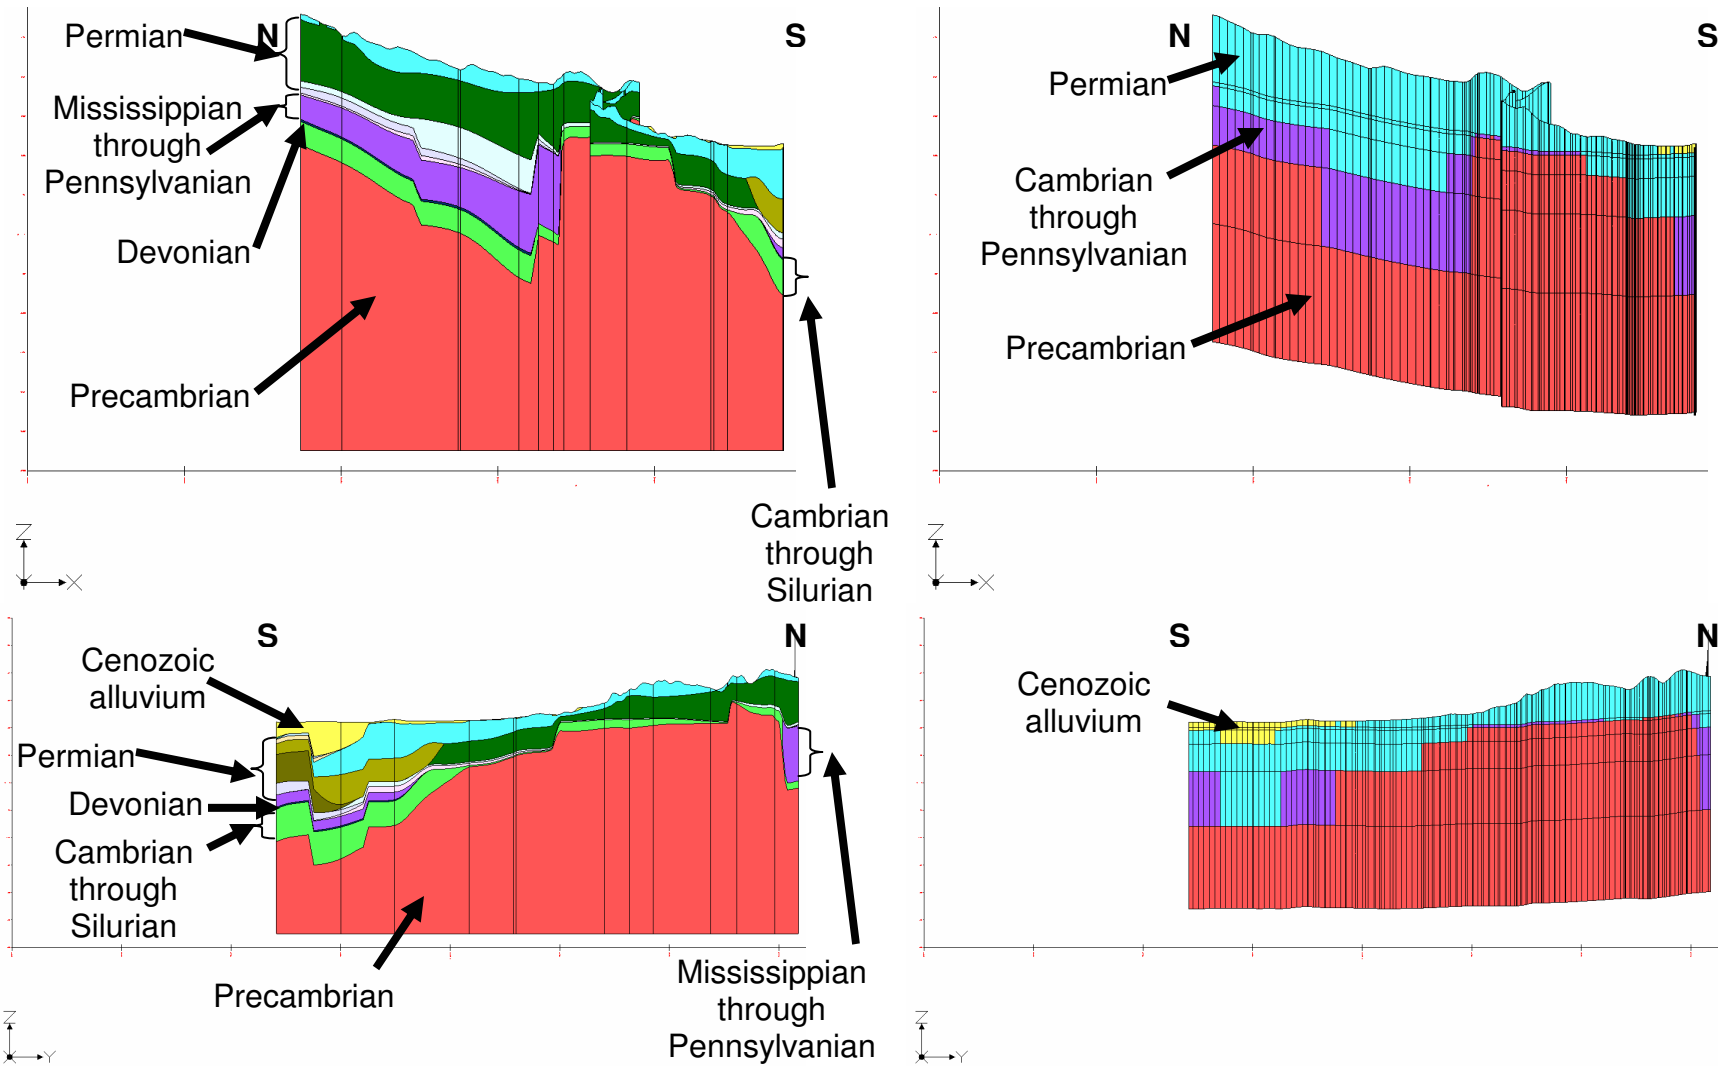 N
S
Permian
Mississippian
through
Pennsylvanian
Devonian
Precambrian
Cambrian
through
Silurian
Z
X
N
S
Permian
Cambrian
through
Pennsylvanian
Precambrian
Z
X
S
N
Cenozoic
alluvium
Permian
Devonian
Cambrian
through
Silurian
Precambrian
Mississippian
through
Pennsylvanian
Z
Y
S
N
Cenozoic
alluvium
Z
Y